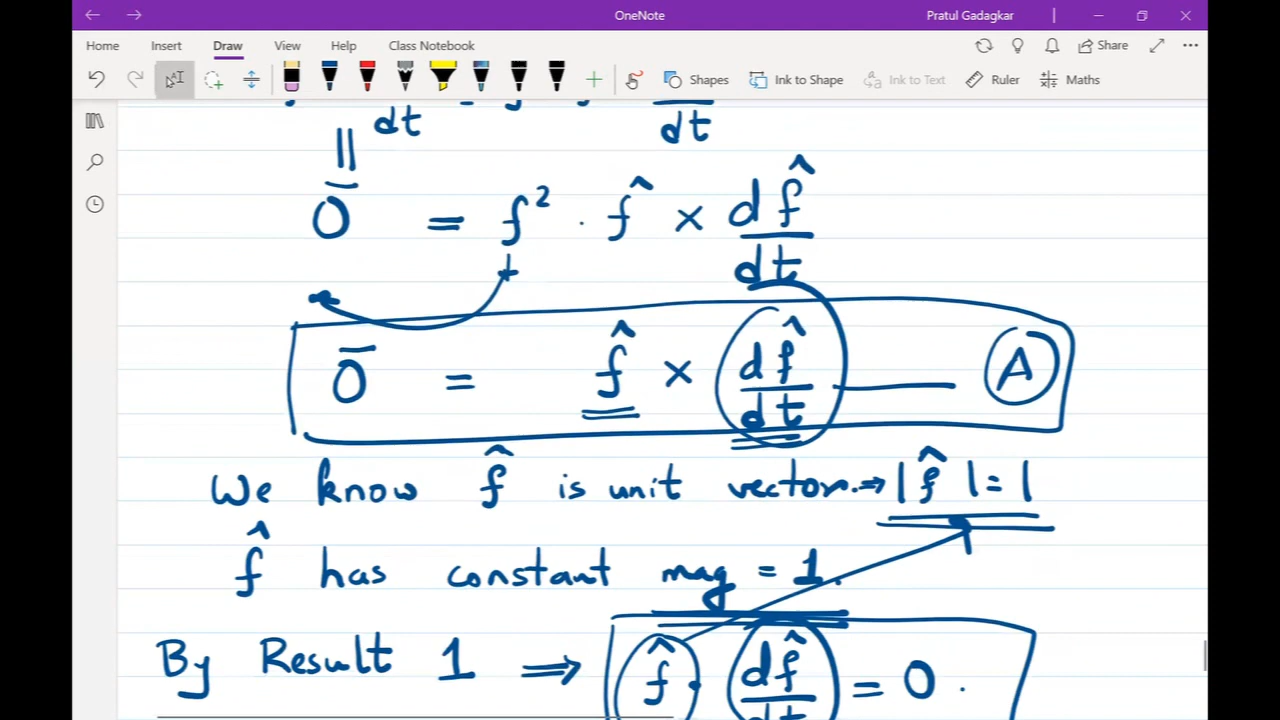 OneNote
Pratul Gadagkar
Home Insert Draw View Help Class Notebook Share
Shapes Ink to Shape Ink to Text Ruler Maths
dt dt
||
0̄ = f² · f̂ × df̂/dt
0̄ = f̂ × df̂/dt A
We know f̂ is unit vector. ⇒ |f̂| = 1
f̂ has constant mag = 1.
By Result 1 ⇒ f̂ · df̂/dt = 0.